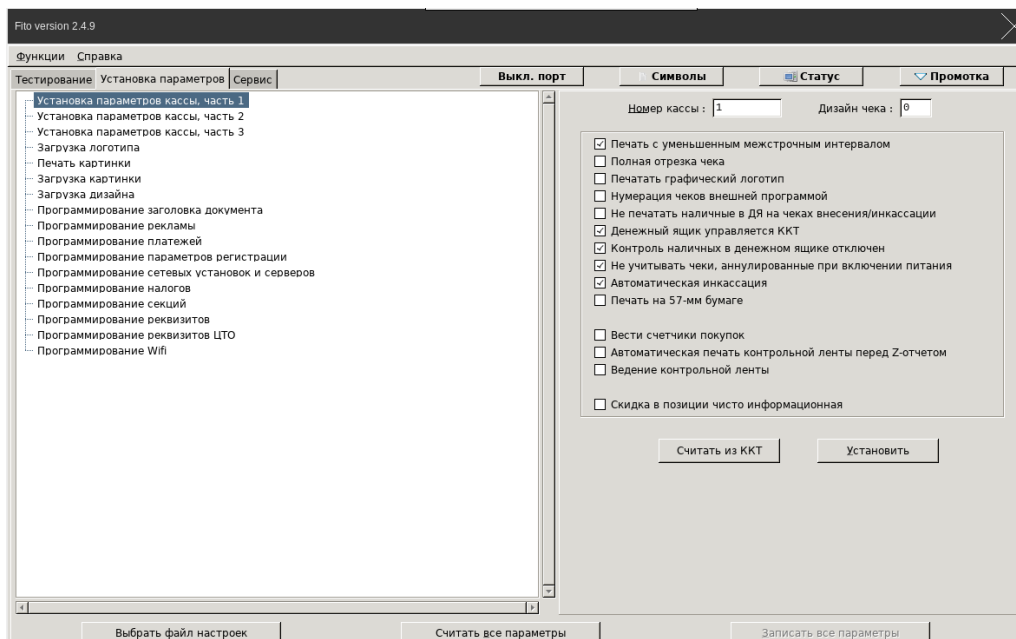 Fito version 2.4.9
Функции Справка
Тестирование Установка параметров Сервис Выкл. порт Символы Статус Промотка
Установка параметров кассы, часть 1
Установка параметров кассы, часть 2
Установка параметров кассы, часть 3
Загрузка логотипа
Печать картинки
Загрузка картинки
Загрузка дизайна
Программирование заголовка документа
Программирование рекламы
Программирование платежей
Программирование параметров регистрации
Программирование сетевых установок и серверов
Программирование налогов
Программирование секций
Программирование реквизитов
Программирование реквизитов ЦТО
Программирование Wifi
Номер кассы : 1 Дизайн чека : 0
Печать с уменьшенным межстрочным интервалом
Полная отрезка чека
Печатать графический логотип
Нумерация чеков внешней программой
Не печатать наличные в ДЯ на чеках внесения/инкассации
Денежный ящик управляется ККТ
Контроль наличных в денежном ящике отключен
Не учитывать чеки, аннулированные при включении питания
Автоматическая инкассация
Печать на 57-мм бумаге
Вести счетчики покупок
Автоматическая печать контрольной ленты перед Z-отчетом
Ведение контрольной ленты
Скидка в позиции чисто информационная
Считать из ККТ Установить
Выбрать файл настроек Считать все параметры Записать все параметры